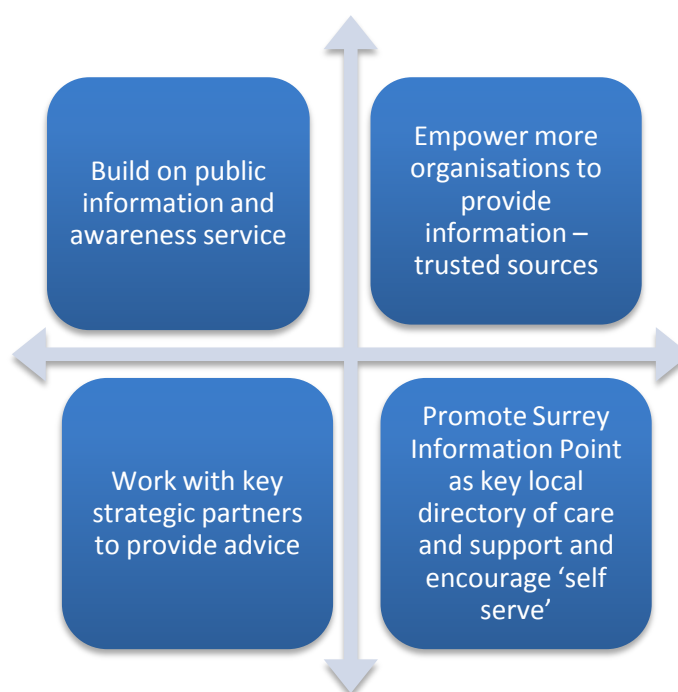 Build on public
information and
awareness service
Empower more
organisations to
provide
information –
trusted sources
Work with key
strategic partners
to provide advice
Promote Surrey
Information Point
as key local
directory of care
and support and
encourage ‘self
serve’